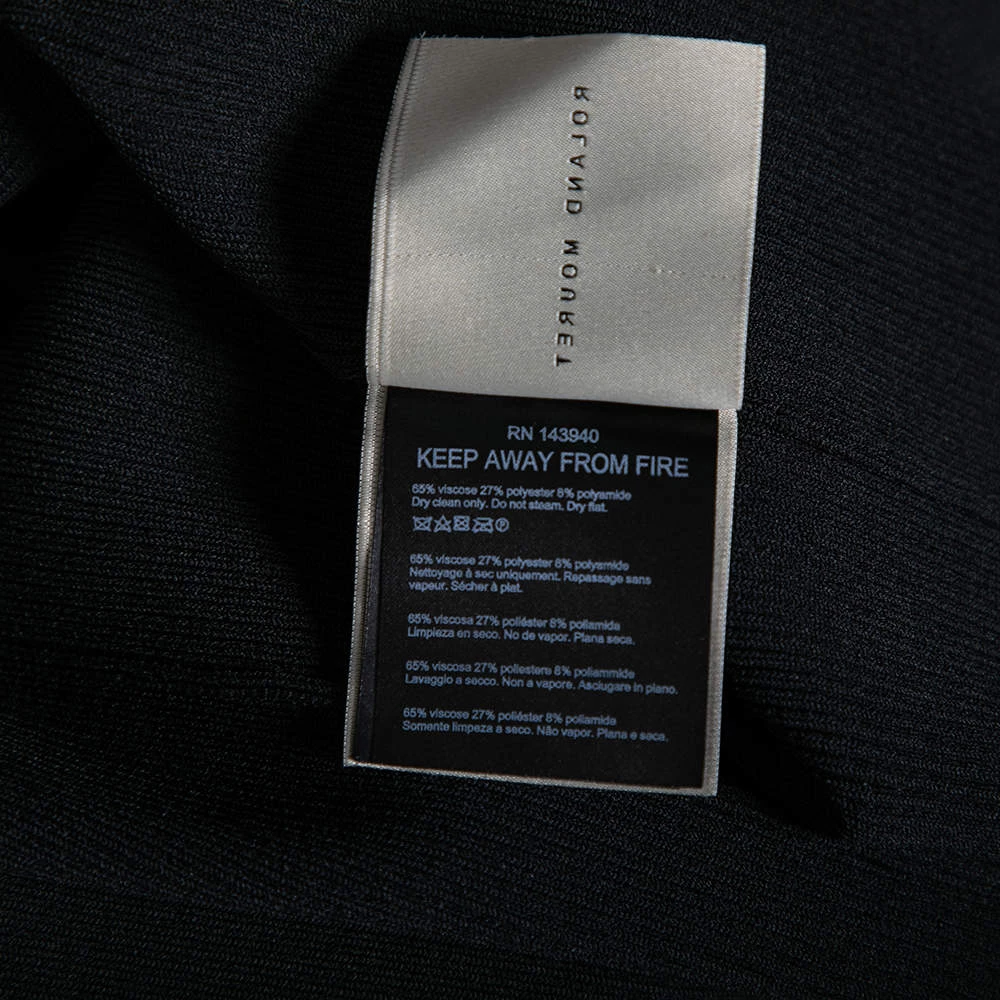 ROLAND MOURET
RN 143940
KEEP AWAY FROM FIRE
65% viscose 27% polyester 8% polyamide
Dry clean only. Do not steam. Dry flat.
65% viscose 27% polyester 8% polyamide
Nettoyage à sec uniquement. Repassage sans
vapeur. Sécher à plat.
65% viscosa 27% poliéster 8% poliamida
Limpieza en seco. No de vapor. Plana seca.
65% viscosa 27% poliestere 8% poliammide
Lavaggio a secco. Non a vapore. Asciugare in piano.
65% viscose 27% poliéster 8% poliamida
Somente limpeza a seco. Não vapor. Plana e seca.